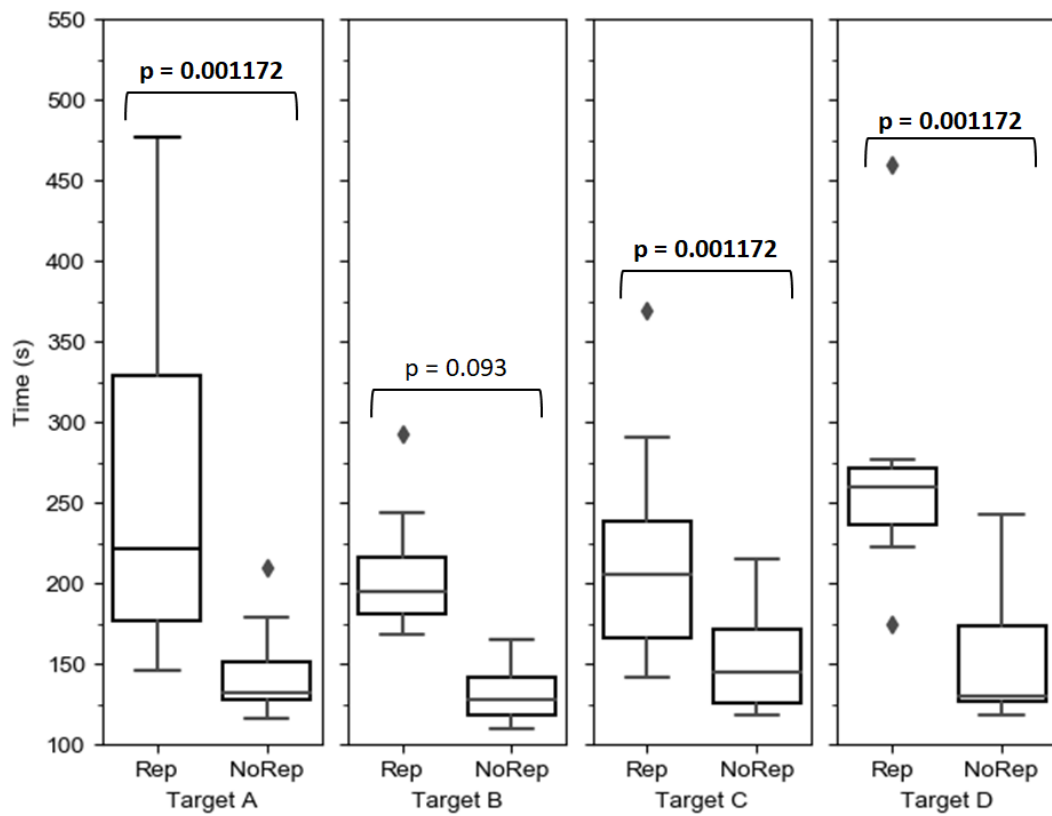 550
500
450
400
350
300
250
200
150
100
Time (s)
p = 0.001172
p = 0.093
p = 0.001172
p = 0.001172
Rep NoRep
Target A
Rep NoRep
Target B
Rep NoRep
Target C
Rep NoRep
Target D